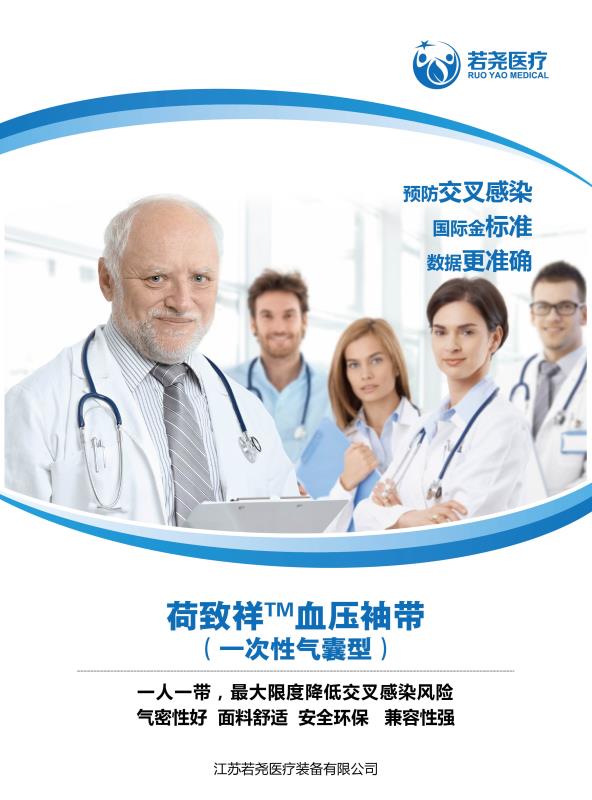 若尧医疗
RUO YAO MEDICAL
预防交叉感染
国际金标准
数据更准确
荷致祥TM血压袖带
（一次性气囊型）
一人一带，最大限度降低交叉感染风险
气密性好 面料舒适 安全环保 兼容性强
江苏若尧医疗装备有限公司